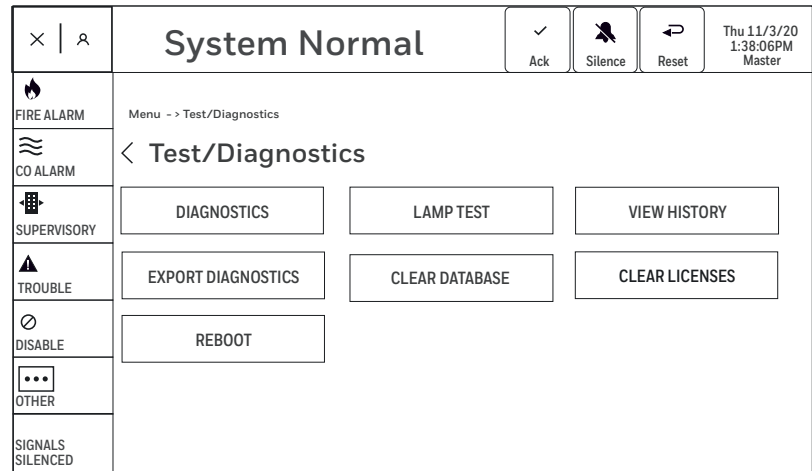 System Normal
Ack
Silence
Reset
Thu 11/3/20
1:38:06PM
Master
FIRE ALARM
CO ALARM
SUPERVISORY
TROUBLE
DISABLE
OTHER
SIGNALS
SILENCED
Menu -> Test/Diagnostics
Test/Diagnostics
DIAGNOSTICS
LAMP TEST
VIEW HISTORY
EXPORT DIAGNOSTICS
CLEAR DATABASE
CLEAR LICENSES
REBOOT